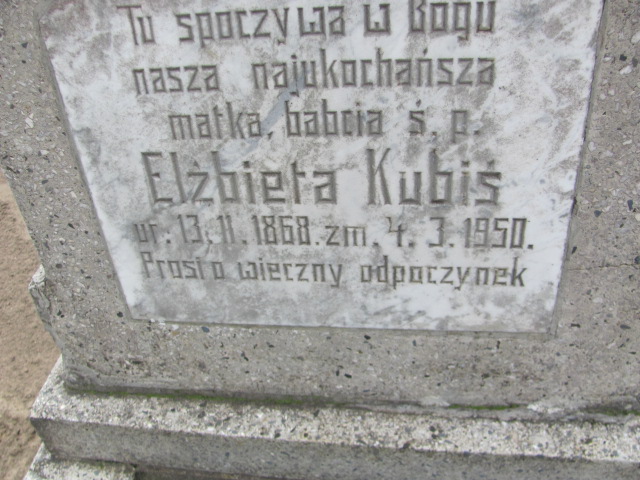 Tu spoczywa w Bogu
nasza najukochańsza
matka, babcia ś. p.
Elżbieta Kubiś
ur. 13. 11. 1868. zm. 4. 3. 1950.
Prosi o wieczny odpoczynek